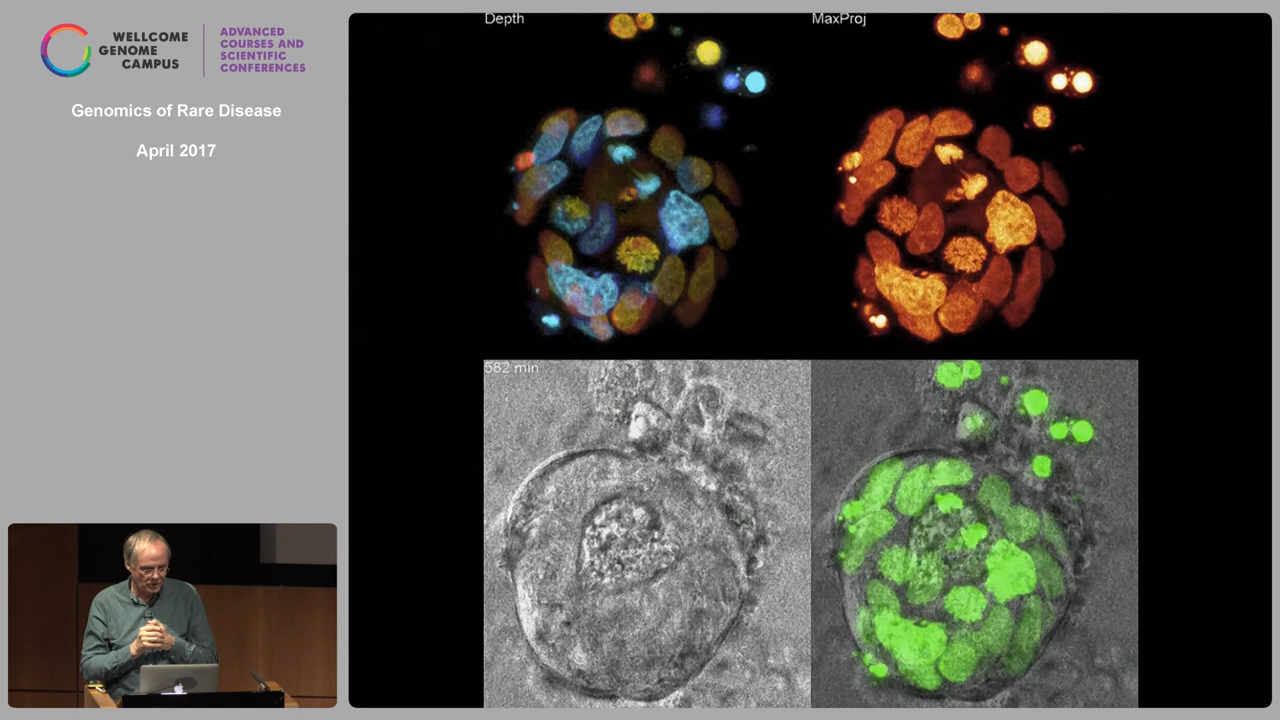 WELLCOME
GENOME
CAMPUS
ADVANCED
COURSES AND
SCIENTIFIC
CONFERENCES
Genomics of Rare Disease
April 2017
Depth
MaxProj
582 min